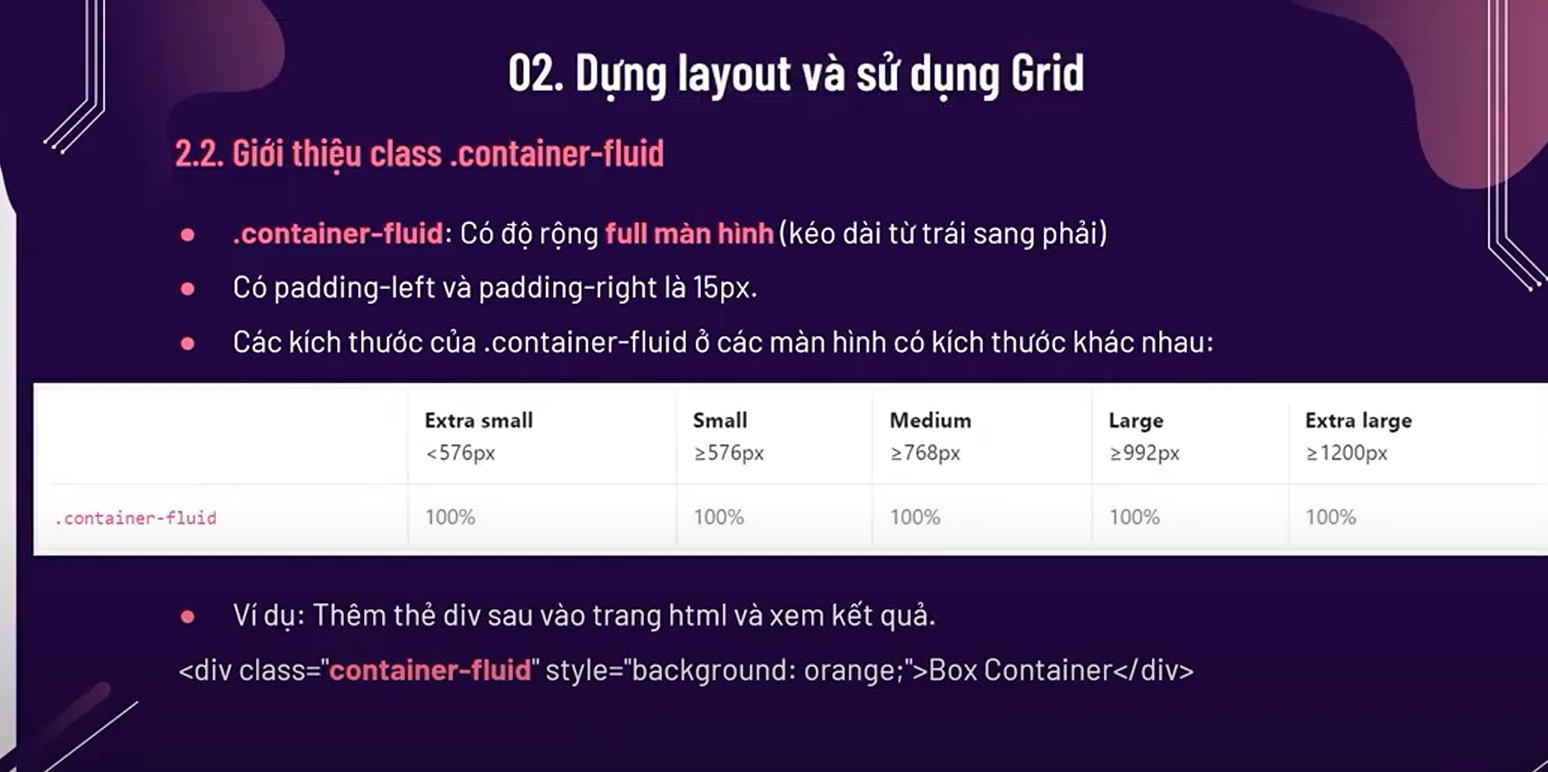 02. Dựng layout và sử dụng Grid
2.2. Giới thiệu class .container-fluid
.container-fluid: Có độ rộng full màn hình (kéo dài từ trái sang phải)
Có padding-left và padding-right là 15px.
Các kích thước của .container-fluid ở các màn hình có kích thước khác nhau:
Extra small Small Medium Large Extra large
<576px ≥576px ≥768px ≥992px ≥1200px
.container-fluid 100% 100% 100% 100% 100%
Ví dụ: Thêm thẻ div sau vào trang html và xem kết quả.
<div class="container-fluid" style="background: orange;">Box Container</div>